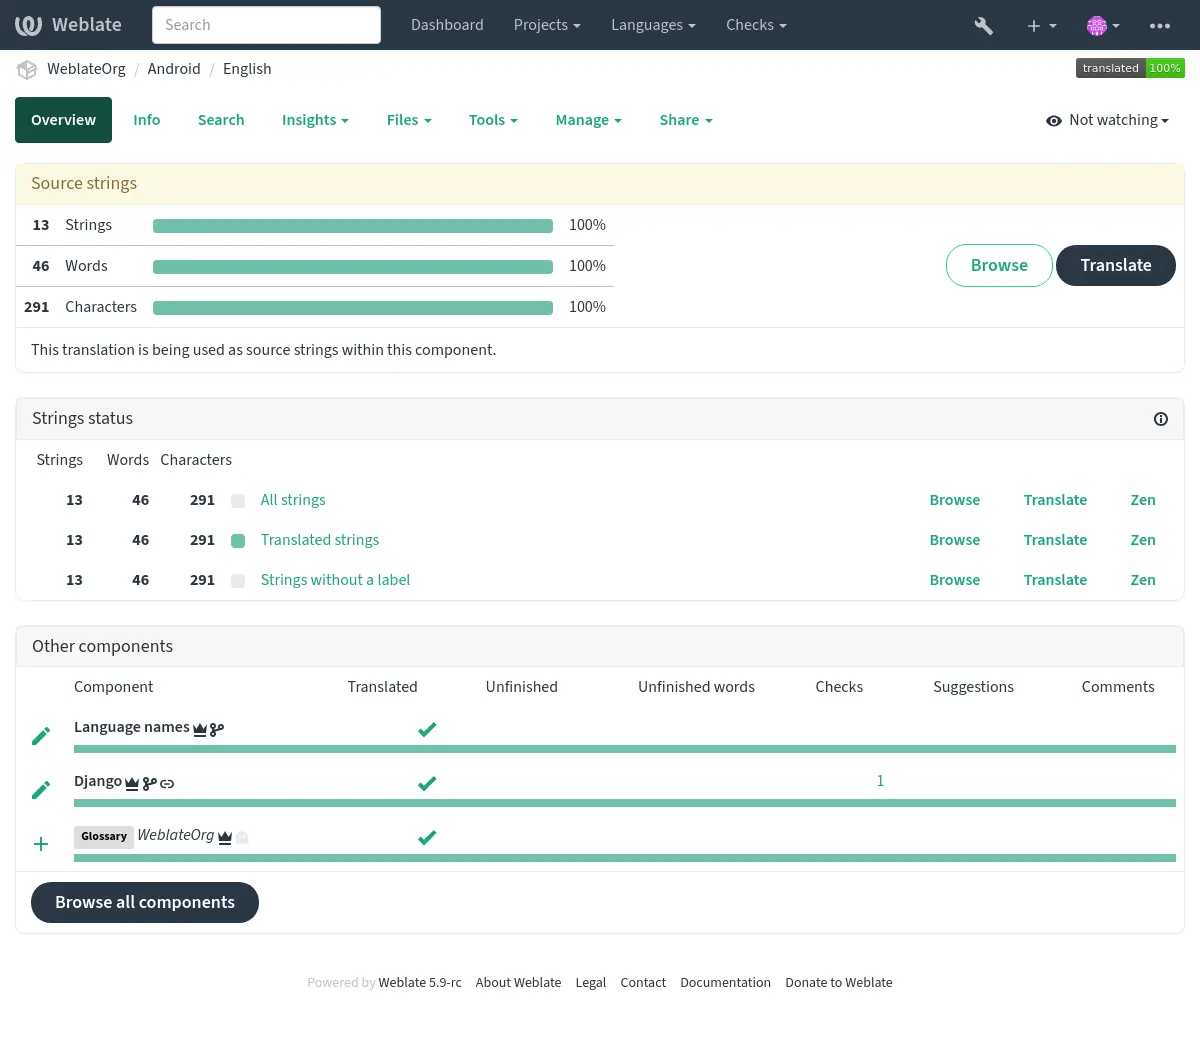 Weblate Search Dashboard Projects Languages Checks
WeblateOrg / Android / English translated 100%
Overview Info Search Insights Files Tools Manage Share Not watching
Source strings
13 Strings 100%
46 Words 100%
291 Characters 100%
Browse Translate
This translation is being used as source strings within this component.
Strings status
Strings Words Characters
13 46 291 All strings Browse Translate Zen
13 46 291 Translated strings Browse Translate Zen
13 46 291 Strings without a label Browse Translate Zen
Other components
Component Translated Unfinished Unfinished words Checks Suggestions Comments
Language names
Django 1
Glossary WeblateOrg
Browse all components
Powered by Weblate 5.9-rc About Weblate Legal Contact Documentation Donate to Weblate